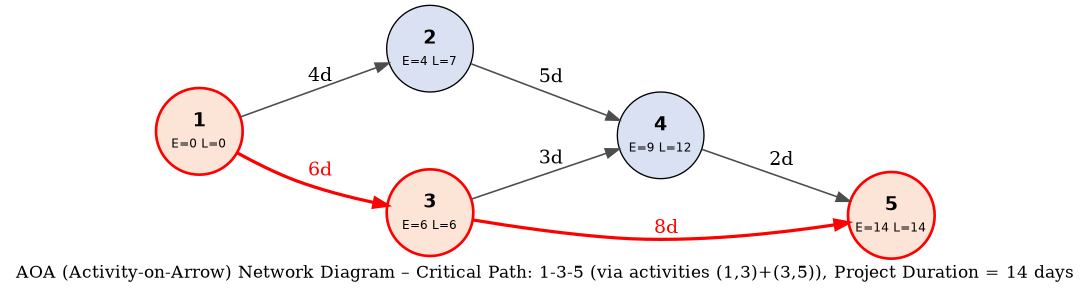 2
E=4 L=7
4d
5d
1
E=0 L=0
4
E=9 L=12
6d
3d
2d
3
E=6 L=6
5
E=14 L=14
8d
AOA (Activity-on-Arrow) Network Diagram – Critical Path: 1-3-5 (via activities (1,3)+(3,5)), Project Duration = 14 days